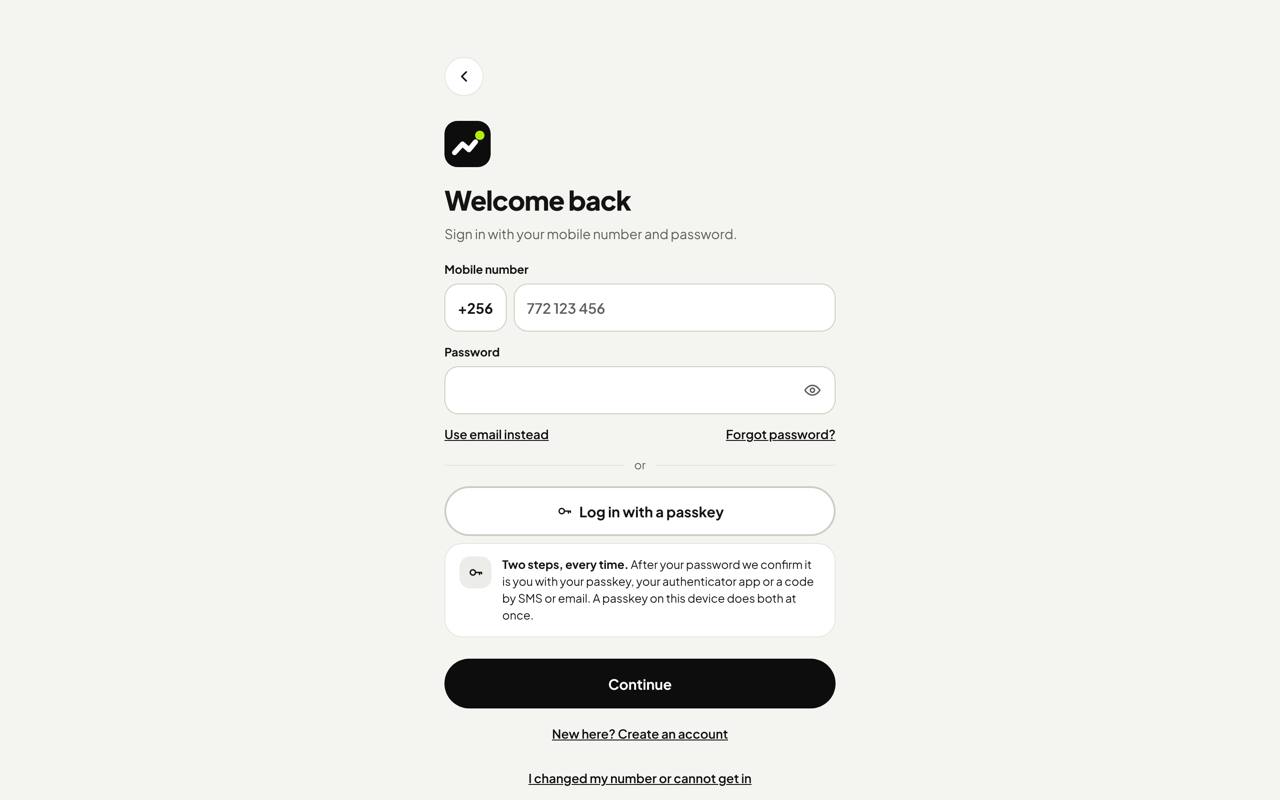 Welcome back
Sign in with your mobile number and password.
Mobile number
+256
772 123 456
Password
Use email instead
Forgot password?
or
Log in with a passkey
Two steps, every time. After your password we confirm it
is you with your passkey, your authenticator app or a code
by SMS or email. A passkey on this device does both at
once.
Continue
New here? Create an account
I changed my number or cannot get in